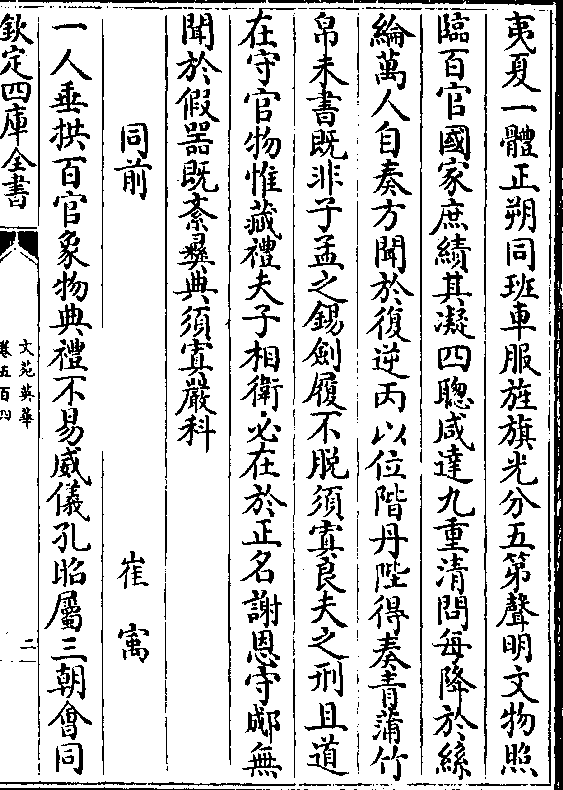 夷夏一體正朔同班車服旌旗光分五第聲明文物照
臨百官國家庶績其凝四聰咸達九重清問每降於絲
綸萬人自奏方聞於復逆丙以位階丹陛得奏青蒲竹
帛未書既非子孟之錫劍履不脫須寘良夫之刑且道
在守官物惟藏禮夫子相衛必在於正名謝恩守鄴無
聞於假器既紊彝典須寘嚴科
同前 崔寓
一人垂拱百官象物典禮不易威儀孔昭屬三朝會同
欽定四庫全書
文苑英華
卷五百四
二